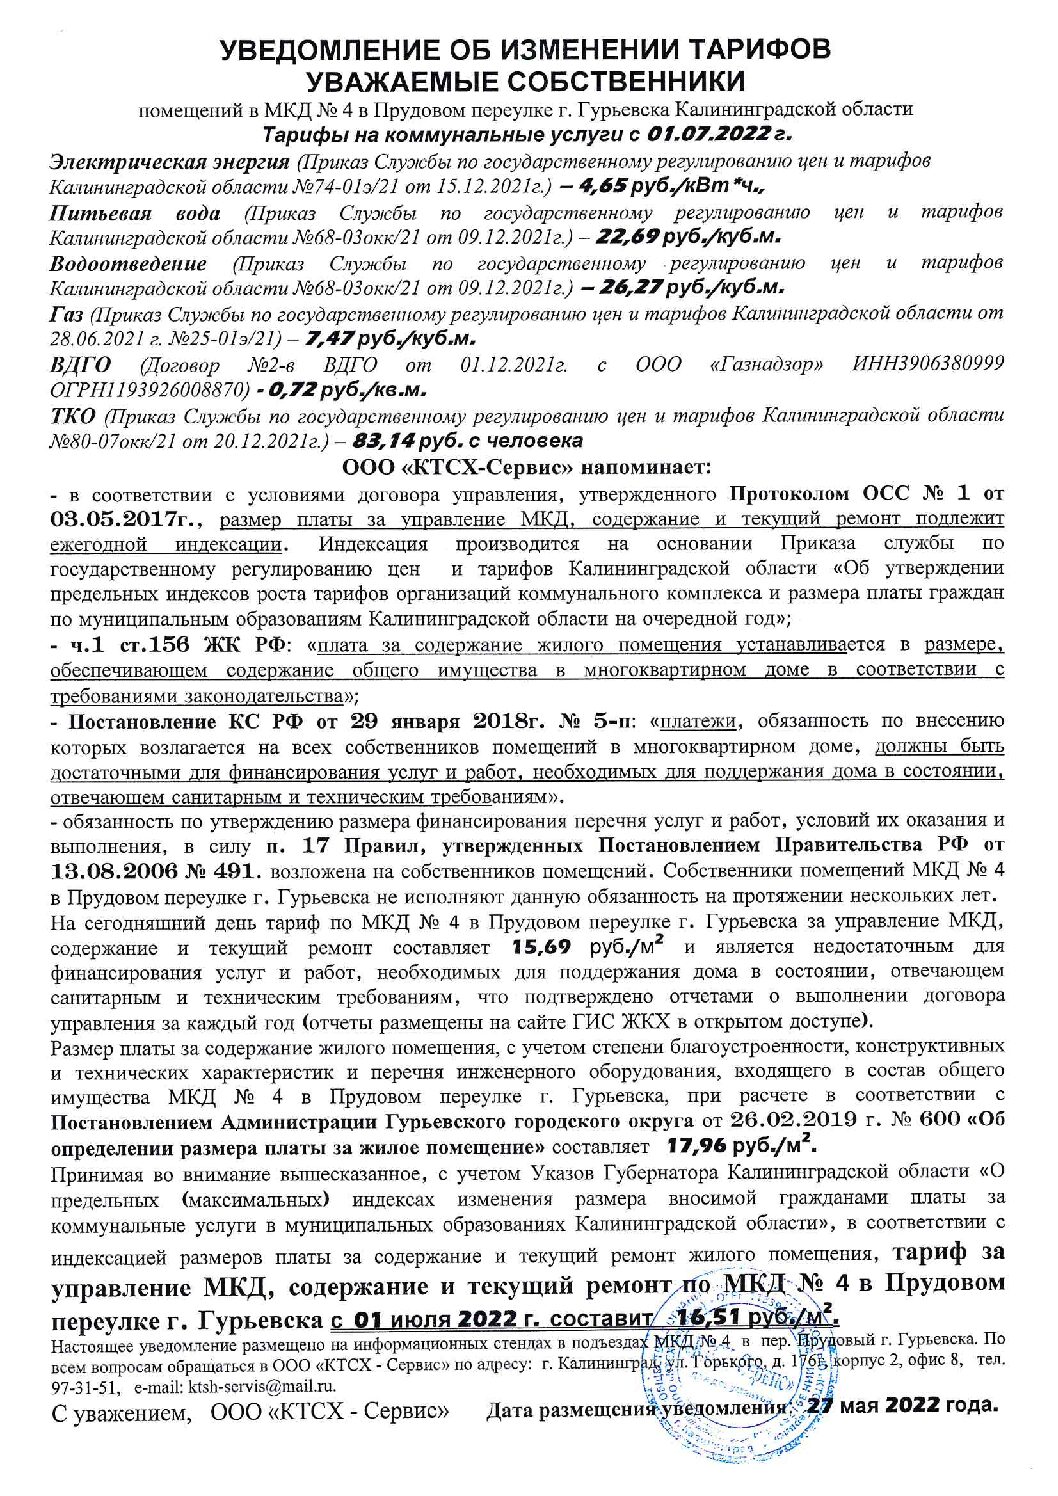 УВЕДОМЛЕНИЕ ОБ ИЗМЕНЕНИИ ТАРИФОВ
УВАЖАЕМЫЕ СОБСТВЕННИКИ
помещений в МКД № 4 в Прудовом переулке г. Гурьевска Калининградской области
Тарифы на коммунальные услуги с 01.07.2022 г.
Электрическая энергия (Приказ Службы по государственному регулированию цен и тарифов
Калининградской области №74-01э/21 от 15.12.2021г.) – 4,65 руб./кВт*ч.,
Питьевая вода (Приказ Службы по государственному регулированию цен и тарифов
Калининградской области №68-03окк/21 от 09.12.2021г.) – 22,69 руб./куб.м.
Водоотведение (Приказ Службы по государственному регулированию цен и тарифов
Калининградской области №68-03окк/21 от 09.12.2021г.) – 26,27 руб./куб.м.
Газ (Приказ Службы по государственному регулированию цен и тарифов Калининградской области от
28.06.2021 г. №25-01э/21) – 7,47 руб./куб.м.
ВДГО (Договор №2-в ВДГО от 01.12.2021г. с ООО «Газнадзор» ИНН3906380999
ОГРН1193926008870) - 0,72 руб./кв.м.
ТКО (Приказ Службы по государственному регулированию цен и тарифов Калининградской области
№80-07окк/21 от 20.12.2021г.) – 83,14 руб. с человека
ООО «КТСХ-Сервис» напоминает:
- в соответствии с условиями договора управления, утвержденного Протоколом ОСС № 1 от
03.05.2017г., размер платы за управление МКД, содержание и текущий ремонт подлежит
ежегодной индексации. Индексация производится на основании Приказа службы по
государственному регулированию цен и тарифов Калининградской области «Об утверждении
предельных индексов роста тарифов организаций коммунального комплекса и размера платы граждан
по муниципальным образованиям Калининградской области на очередной год»;
- ч.1 ст.156 ЖК РФ: «плата за содержание жилого помещения устанавливается в размере,
обеспечивающем содержание общего имущества в многоквартирном доме в соответствии с
требованиями законодательства»;
- Постановление КС РФ от 29 января 2018г. № 5-п: «платежи, обязанность по внесению
которых возлагается на всех собственников помещений в многоквартирном доме, должны быть
достаточными для финансирования услуг и работ, необходимых для поддержания дома в состоянии,
отвечающем санитарным и техническим требованиям».
- обязанность по утверждению размера финансирования перечня услуг и работ, условий их оказания и
выполнения, в силу п. 17 Правил, утвержденных Постановлением Правительства РФ от
13.08.2006 № 491. возложена на собственников помещений. Собственники помещений МКД № 4
в Прудовом переулке г. Гурьевска не исполняют данную обязанность на протяжении нескольких лет.
На сегодняшний день тариф по МКД № 4 в Прудовом переулке г. Гурьевска за управление МКД,
содержание и текущий ремонт составляет 15,69 руб./м² и является недостаточным для
финансирования услуг и работ, необходимых для поддержания дома в состоянии, отвечающем
санитарным и техническим требованиям, что подтверждено отчетами о выполнении договора
управления за каждый год (отчеты размещены на сайте ГИС ЖКХ в открытом доступе).
Размер платы за содержание жилого помещения, с учетом степени благоустроенности, конструктивных
и технических характеристик и перечня инженерного оборудования, входящего в состав общего
имущества МКД № 4 в Прудовом переулке г. Гурьевска, при расчете в соответствии с
Постановлением Администрации Гурьевского городского округа от 26.02.2019 г. № 600 «Об
определении размера платы за жилое помещение» составляет 17,96 руб./м².
Принимая во внимание вышесказанное, с учетом Указов Губернатора Калининградской области «О
предельных (максимальных) индексах изменения размера вносимой гражданами платы за
коммунальные услуги в муниципальных образованиях Калининградской области», в соответствии с
индексацией размеров платы за содержание и текущий ремонт жилого помещения, тариф за
управление МКД, содержание и текущий ремонт по МКД № 4 в Прудовом
переулке г. Гурьевска с 01 июля 2022 г. составит 16,51 руб./м².
Настоящее уведомление размещено на информационных стендах в подъездах МКД № 4 в пер. Прудовый г. Гурьевска. По
всем вопросам обращаться в ООО «КТСХ - Сервис» по адресу: г. Калининград, ул. Горького, д. 176г, корпус 2, офис 8, тел.
97-31-51, e-mail: ktsh-servis@mail.ru.
С уважением, ООО «КТСХ - Сервис» Дата размещения уведомления: 27 мая 2022 года.